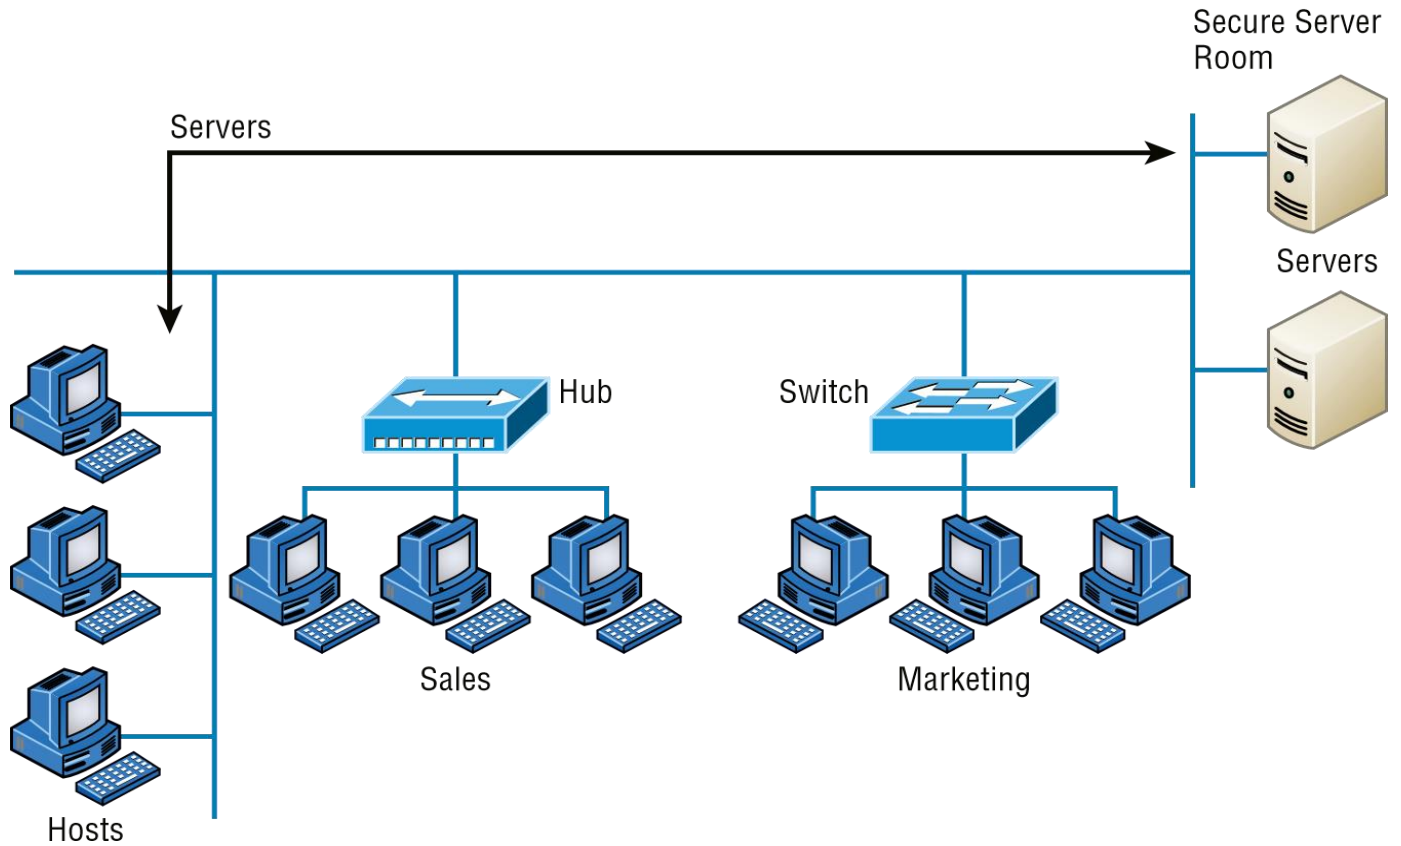 Secure Server
Room
Servers
Servers
Hub
Switch
Sales
Marketing
Hosts